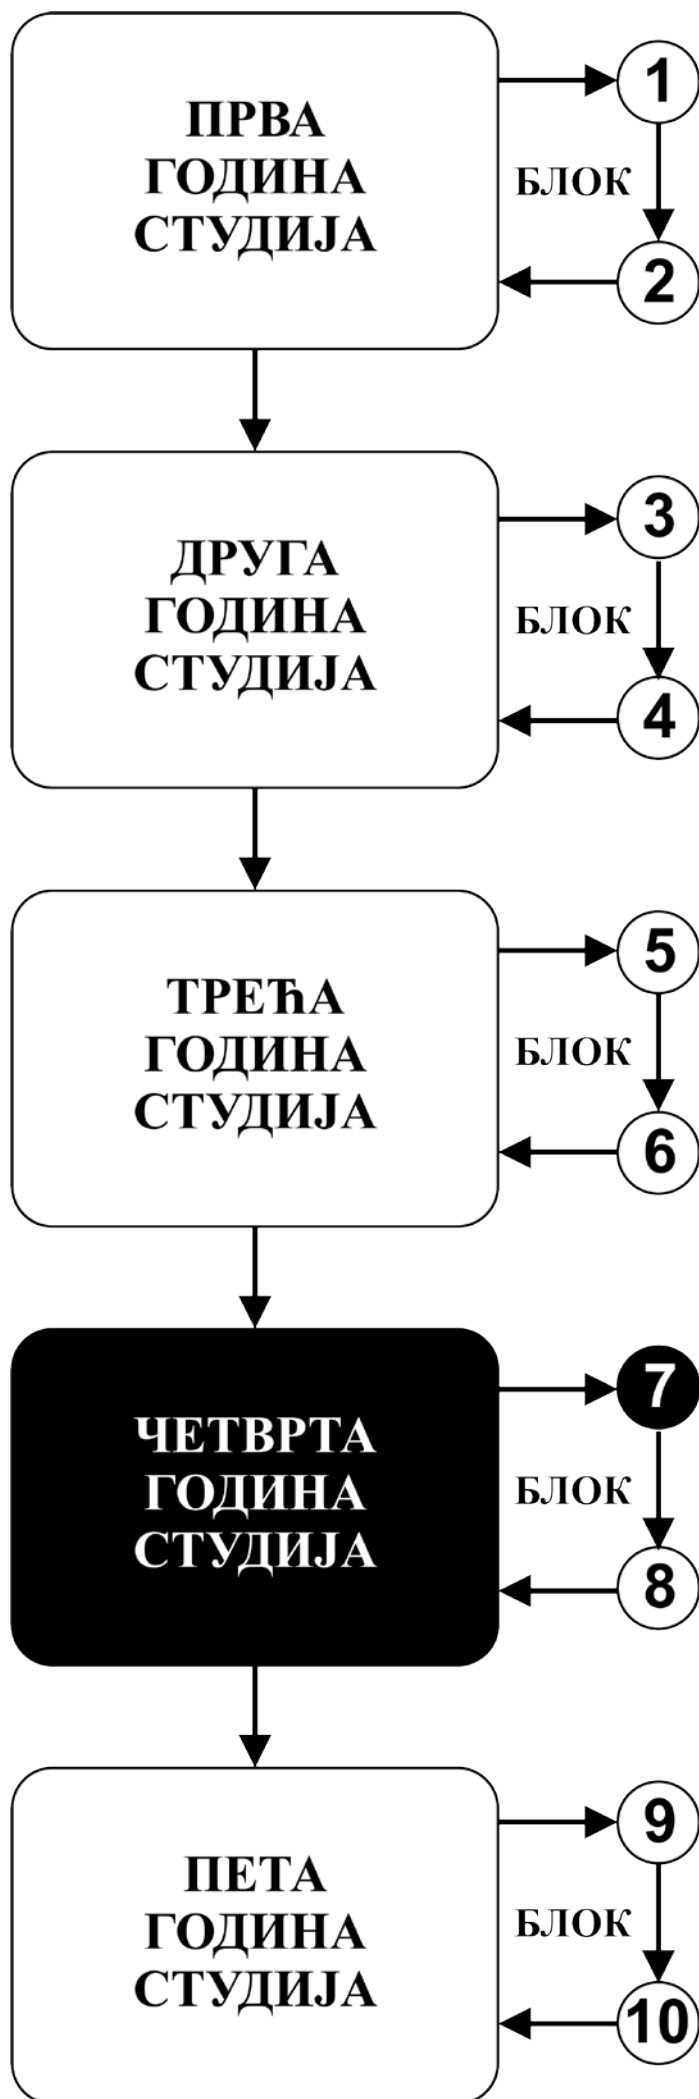 ПРВА
ГОДИНА
СТУДИЈА
1
БЛОК
2
ДРУГА
ГОДИНА
СТУДИЈА
3
БЛОК
4
ТРЕЋА
ГОДИНА
СТУДИЈА
5
БЛОК
6
ЧЕТВРТА
ГОДИНА
СТУДИЈА
7
БЛОК
8
ПЕТА
ГОДИНА
СТУДИЈА
9
БЛОК
10